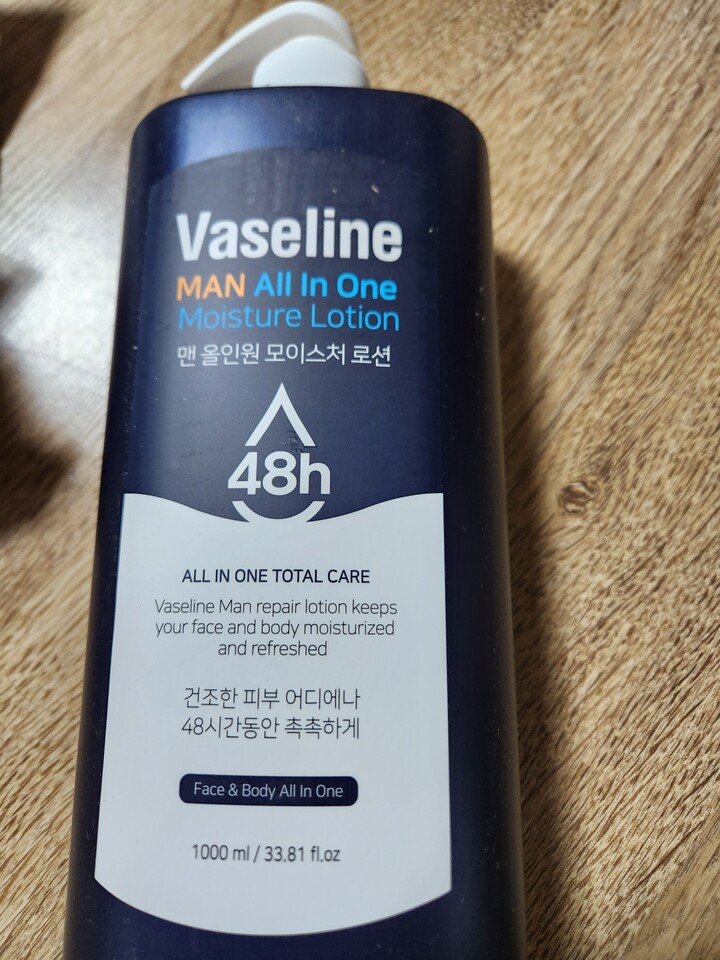 Vaseline
MAN All In One
Moisture Lotion
맨 올인원 모이스처 로션
48h
ALL IN ONE TOTAL CARE
Vaseline Man repair lotion keeps
your face and body moisturized
and refreshed
건조한 피부 어디에나
48시간동안 촉촉하게
Face & Body All In One
1000 ml / 33.81 fl.oz